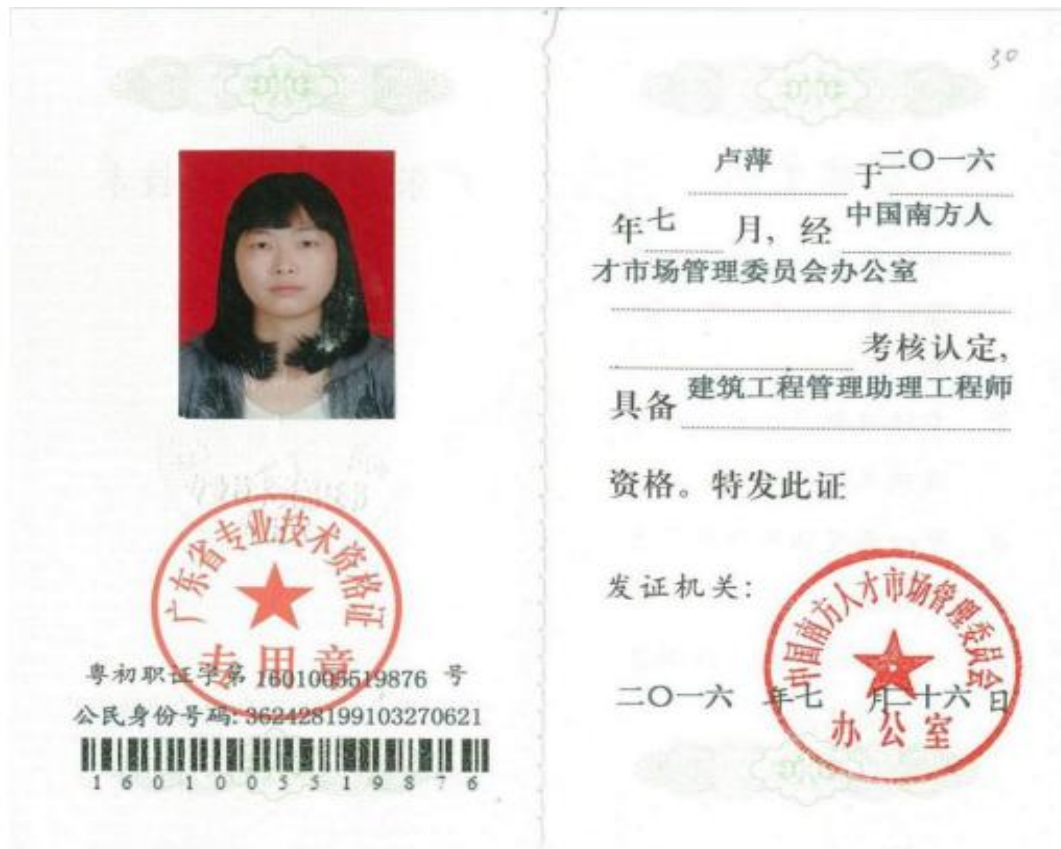 广东省专业技术资格证
专用章
粤初职证字第 1601005519876 号
公民身份号码: 362428199103270621
1601005519876
30
卢萍 于 二〇一六
年 七 月, 经 中国南方人
才市场管理委员会办公室
考核认定,
具备 建筑工程管理助理工程师
资格。特发此证
发证机关:
中国南方人才市场管理委员会
办公室
二〇一六 年 七 月 二十六 日